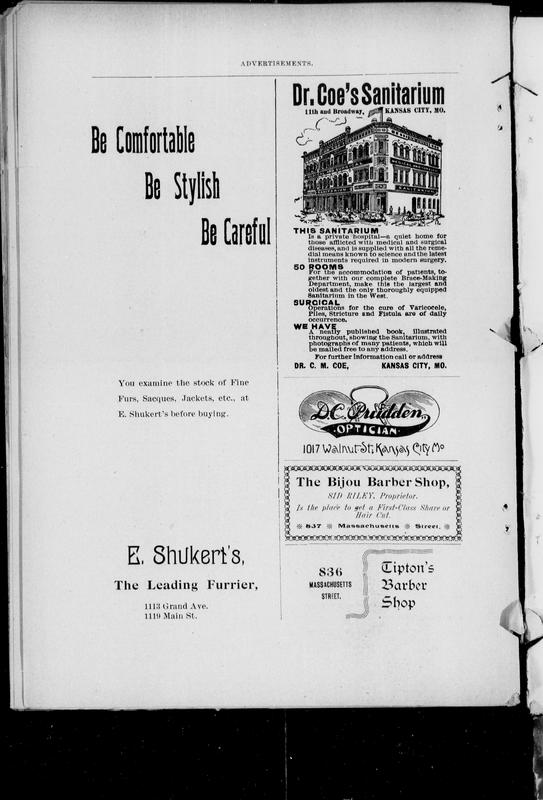 ADVERTISEMENTS.
Be Comfortable
Be Stylish
Be Careful
You examine the stock of Fine
Furs, Sacques, Jackets, etc., at
E. Shukert's before buying.
E. Shukert's,
The Leading Furrier,
1113 Grand Ave.
1119 Main St.
Dr. Coe's Sanitarium
11th and Broadway, KANSAS CITY, MO.
THIS SANITARIUM
Is a private hospital—a quiet home for
those afflicted with medical and surgical
diseases, and is supplied with all the reme-
dial means known to science and the latest
instruments required in modern surgery.
50 ROOMS
For the accommodation of patients, to-
gether with our complete Brace-Making
Department, make this the largest and
oldest and the only thoroughly equipped
Sanitarium in the West.
SURGICAL
Operations for the cure of Varicocele,
Piles, Stricture and Fistula are of daily
occurrence.
WE HAVE
A neatly published book, illustrated
throughout, showing the Sanitarium, with
photographs of many patients, which will
be mailed free to any address.
For further information call or address
DR. C. M. COE, KANSAS CITY, MO.
D.C. Prudden
OPTICIAN
1017 Walnut St. Kansas City Mo
The Bijou Barber Shop,
SID RILEY, Proprietor.
Is the place to get a First-Class Shave or
Hair Cut.
837 Massachusetts Street.
836
MASSACHUSETTS
STREET.
Tipton's
Barber
Shop